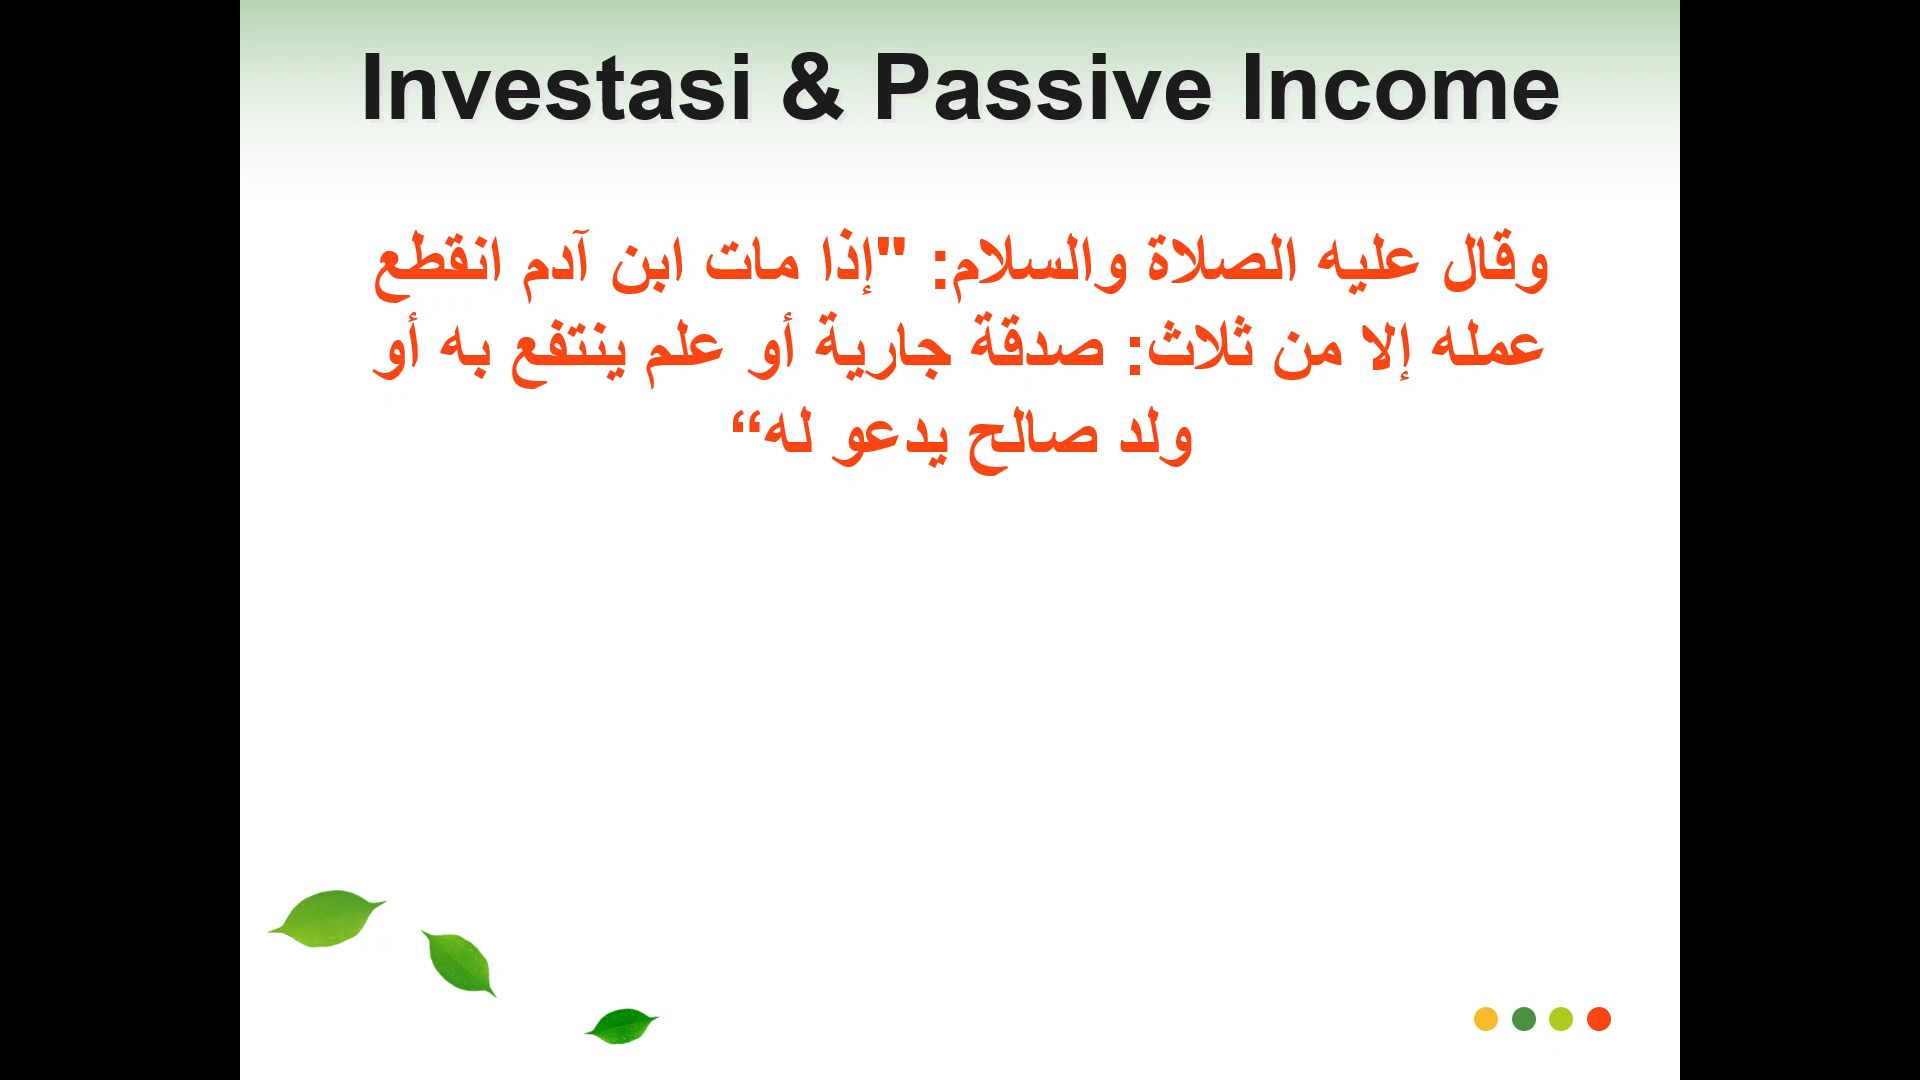 Investasi & Passive Income
وقال عليه الصلاة والسلام: "إذا مات ابن آدم انقطع
عمله إلا من ثلاث: صدقة جارية أو علم ينتفع به أو
ولد صالح يدعو له“